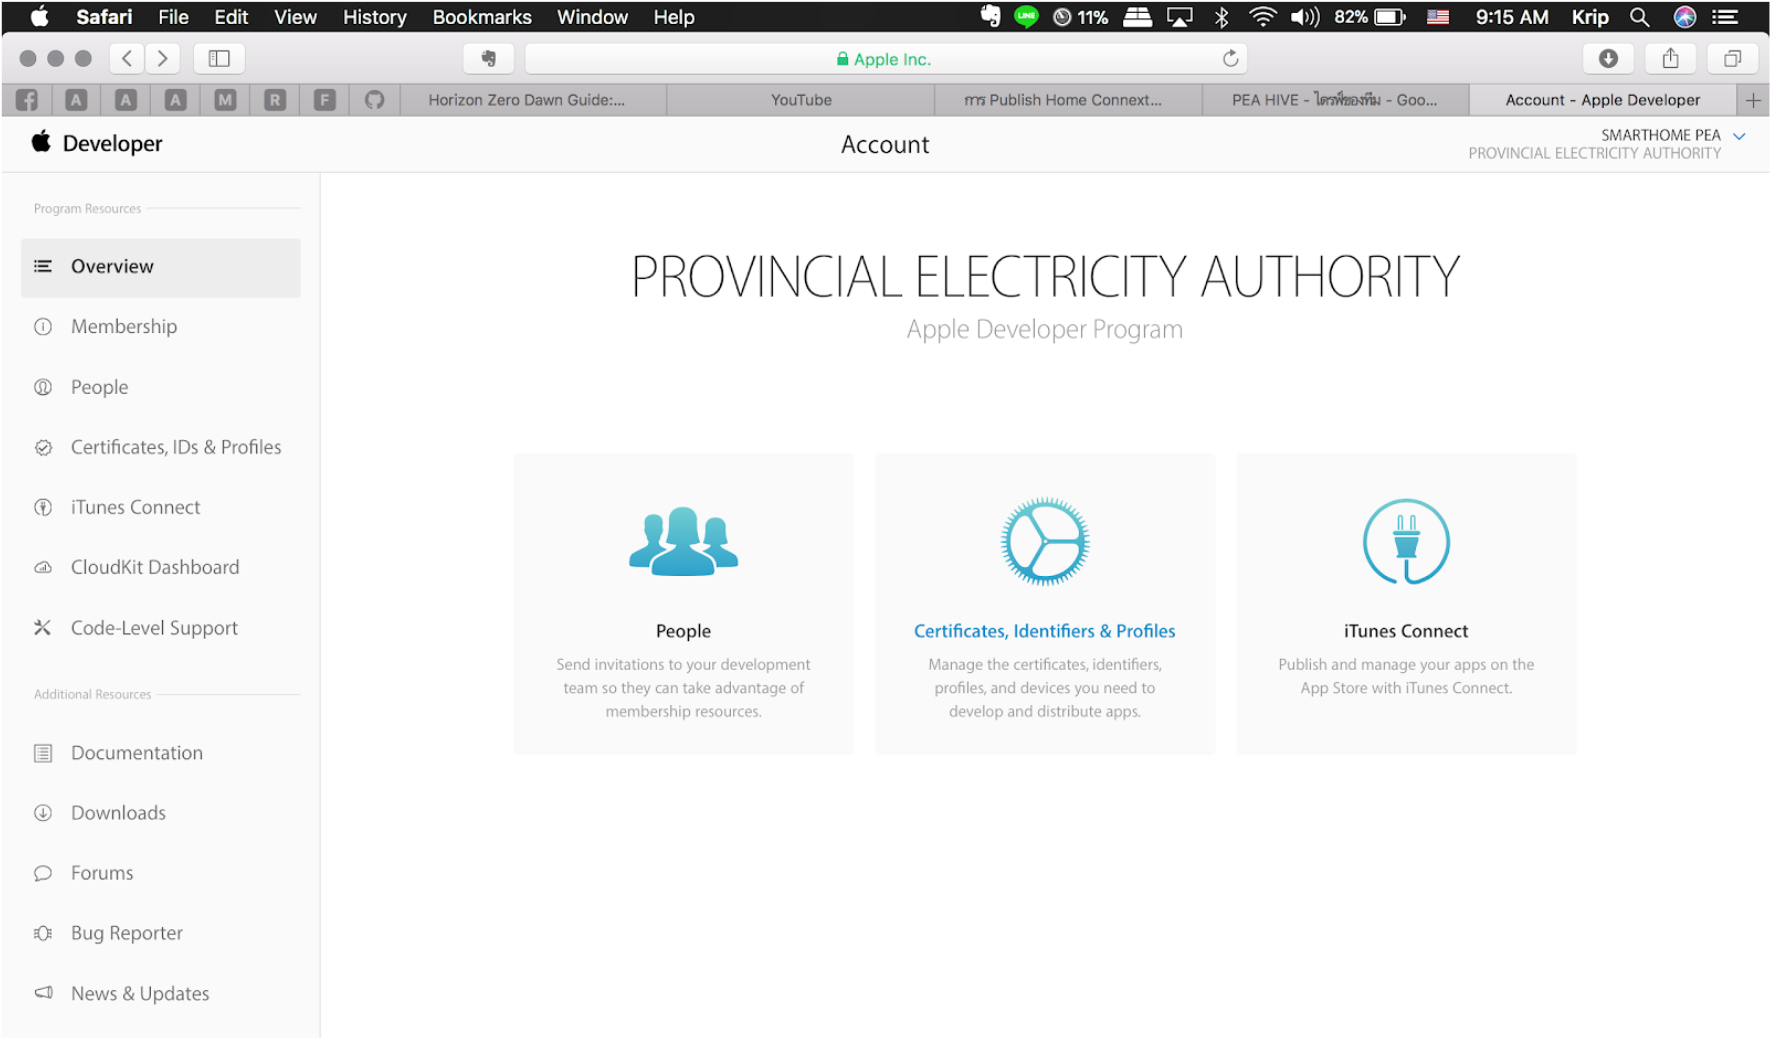 Safari File Edit View History Bookmarks Window Help LINE 11% 82% 9:15 AM Krip
Apple Inc.
A A A M R F Horizon Zero Dawn Guide:... YouTube การ Publish Home Connext... PEA HIVE - ไดรฟ์ของทีม - Goo... Account - Apple Developer
Developer
Account
SMARTHOME PEA
PROVINCIAL ELECTRICITY AUTHORITY
Program Resources
Overview
Membership
People
Certificates, IDs & Profiles
iTunes Connect
CloudKit Dashboard
Code-Level Support
Additional Resources
Documentation
Downloads
Forums
Bug Reporter
News & Updates
PROVINCIAL ELECTRICITY AUTHORITY
Apple Developer Program
People
Send invitations to your development
team so they can take advantage of
membership resources.
Certificates, Identifiers & Profiles
Manage the certificates, identifiers,
profiles, and devices you need to
develop and distribute apps.
iTunes Connect
Publish and manage your apps on the
App Store with iTunes Connect.